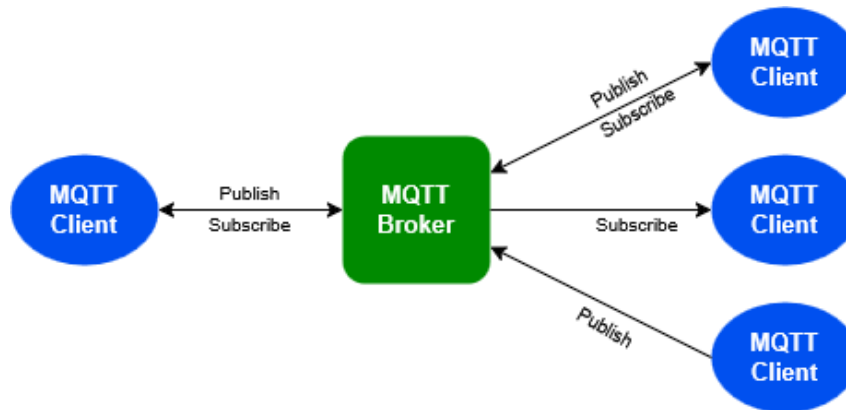 MQTT
Client
Publish
Subscribe
MQTT
Broker
Publish
Subscribe
MQTT
Client
Subscribe
MQTT
Client
Publish
MQTT
Client